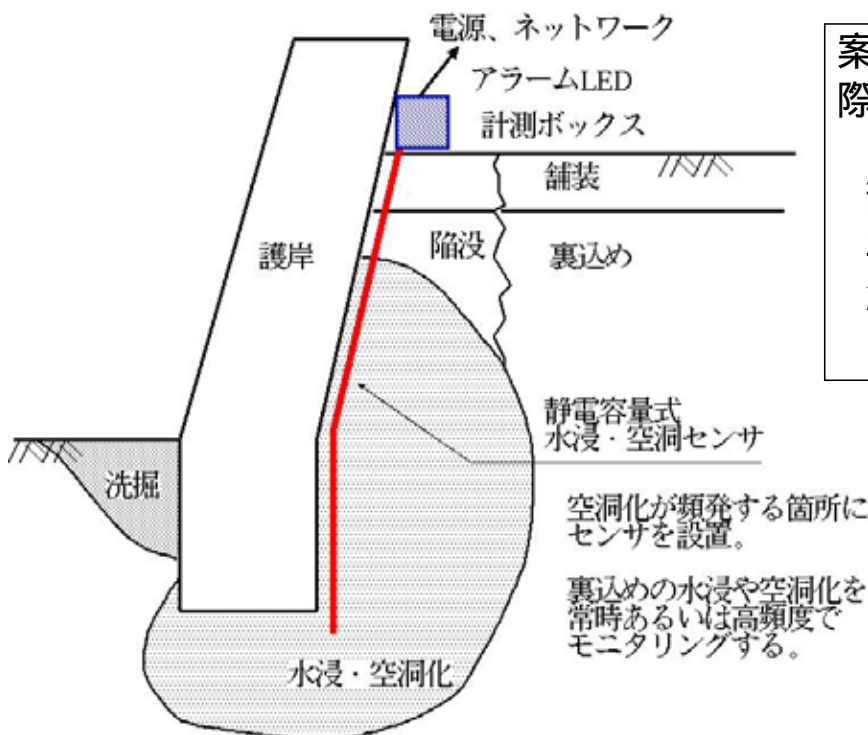 電源、ネットワーク
アラームLED
計測ボックス
案
際
舗装
陥没
裏込め
護岸
静電容量式
水浸・空洞センサ
洗掘
空洞化が頻発する箇所に
センサを設置。
裏込めの水浸や空洞化を
常時あるいは高頻度で
モニタリングする。
水浸・空洞化